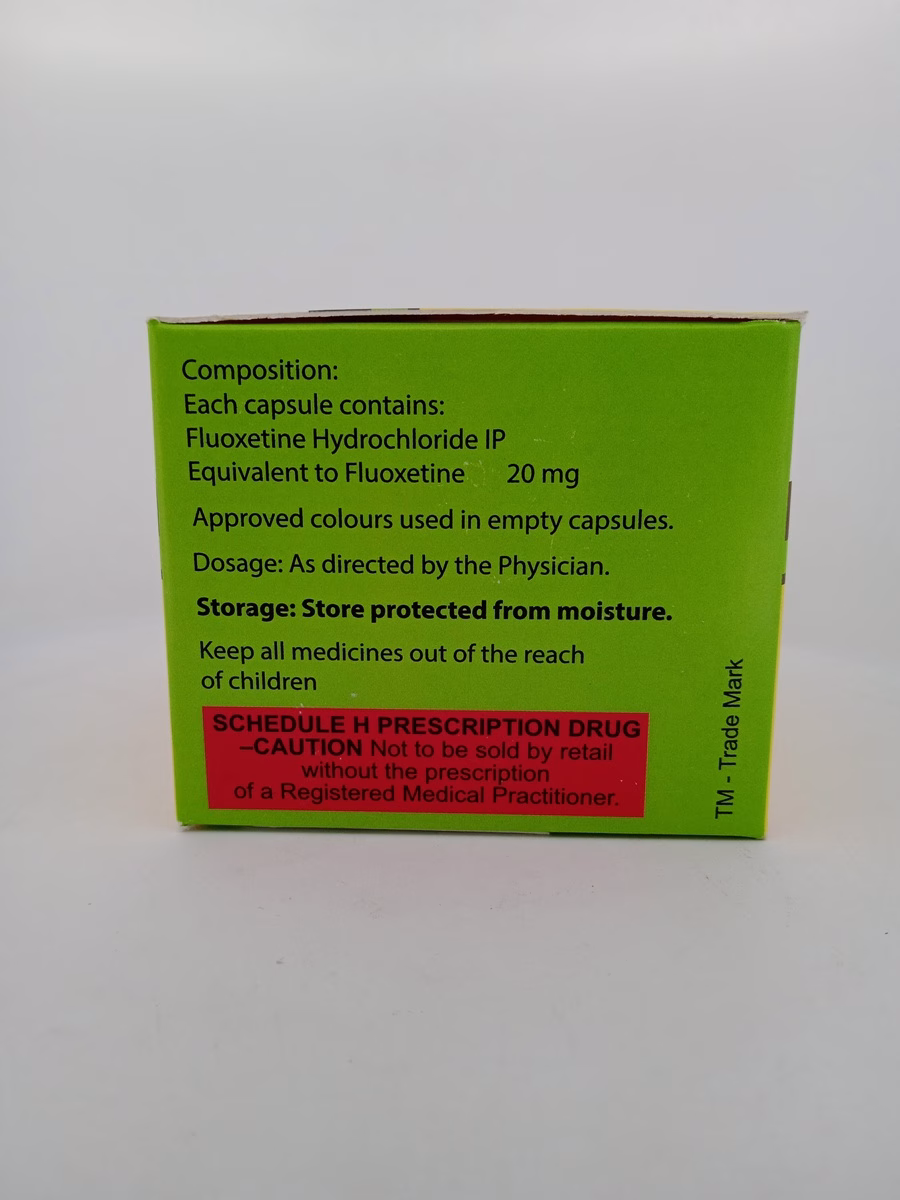 Composition:
Each capsule contains:
Fluoxetine Hydrochloride IP
Equivalent to Fluoxetine 20 mg
Approved colours used in empty capsules.
Dosage: As directed by the Physician.
Storage: Store protected from moisture.
Keep all medicines out of the reach
of children
SCHEDULE H PRESCRIPTION DRUG
–CAUTION Not to be sold by retail
without the prescription
of a Registered Medical Practitioner.
TM - Trade Mark